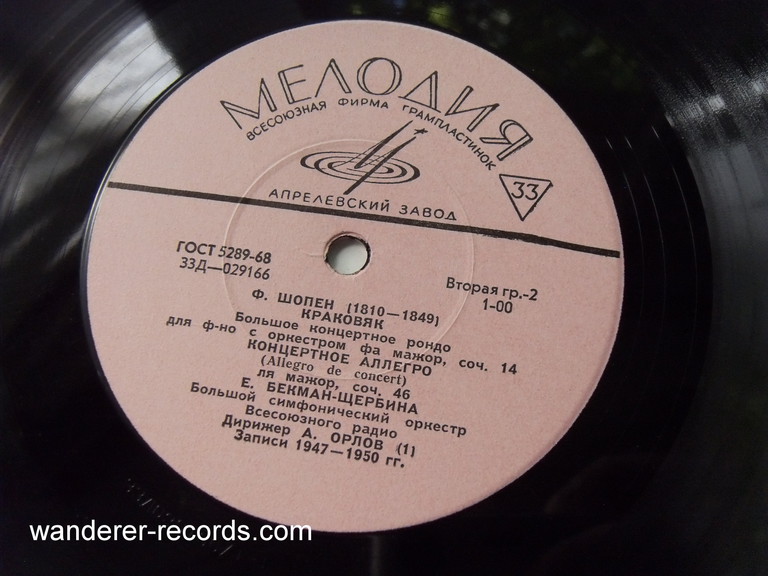 МЕЛОДИЯ
ВСЕСОЮЗНАЯ ФИРМА ГРАМПЛАСТИНОК
33
АПРЕЛЕВСКИЙ ЗАВОД
ГОСТ 5289-68
33Д—029166
Вторая гр.-2
1-00
Ф. ШОПЕН (1810—1849)
КРАКОВЯК
Большое концертное рондо
для ф-но с оркестром фа мажор, соч. 14
КОНЦЕРТНОЕ АЛЛЕГРО
(Allegro de concert)
ля мажор, соч. 46
Е. БЕКМАН-ЩЕРБИНА
Большой симфонический оркестр
Всесоюзного радио
Дирижер А. ОРЛОВ (1)
Записи 1947—1950 гг.
wanderer-records.com